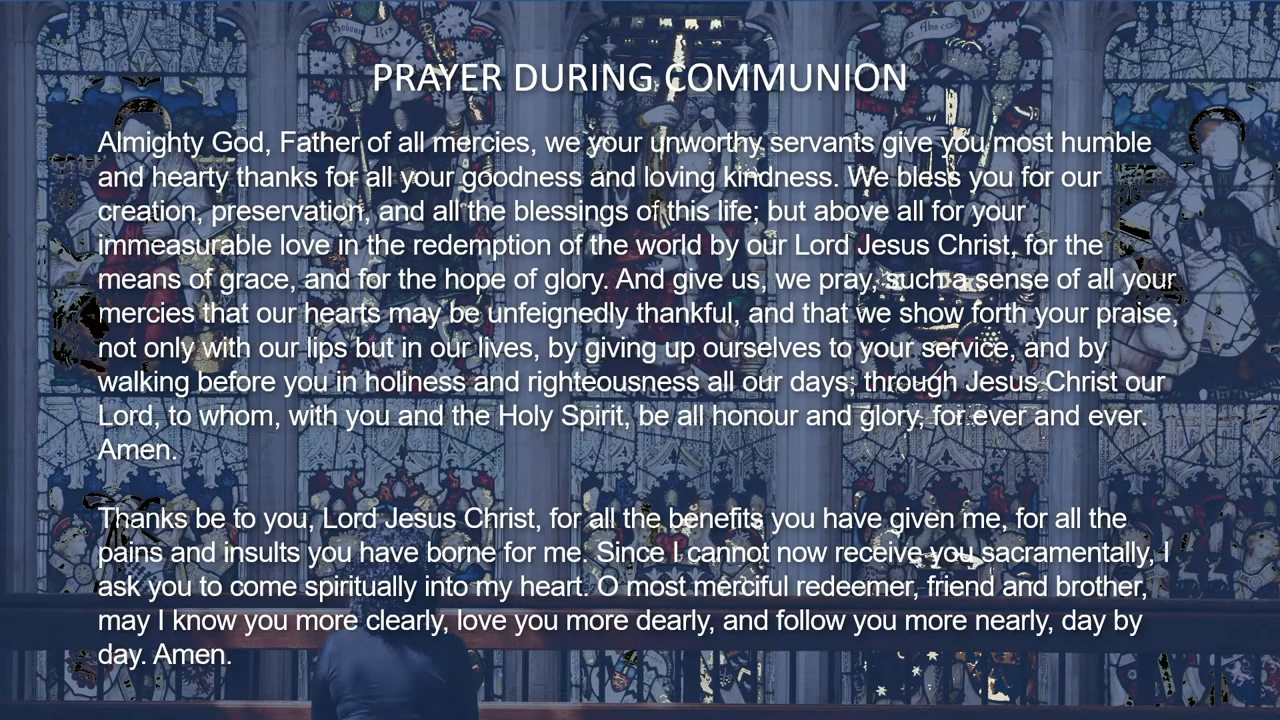 PRAYER DURING COMMUNION
Almighty God, Father of all mercies, we your unworthy servants give you most humble
and hearty thanks for all your goodness and loving kindness. We bless you for our
creation, preservation, and all the blessings of this life; but above all for your
immeasurable love in the redemption of the world by our Lord Jesus Christ, for the
means of grace, and for the hope of glory. And give us, we pray, such a sense of all your
mercies that our hearts may be unfeignedly thankful, and that we show forth your praise,
not only with our lips but in our lives, by giving up ourselves to your service, and by
walking before you in holiness and righteousness all our days; through Jesus Christ our
Lord, to whom, with you and the Holy Spirit, be all honour and glory, for ever and ever.
Amen.
Thanks be to you, Lord Jesus Christ, for all the benefits you have given me, for all the
pains and insults you have borne for me. Since I cannot now receive you sacramentally, I
ask you to come spiritually into my heart. O most merciful redeemer, friend and brother,
may I know you more clearly, love you more dearly, and follow you more nearly, day by
day. Amen.